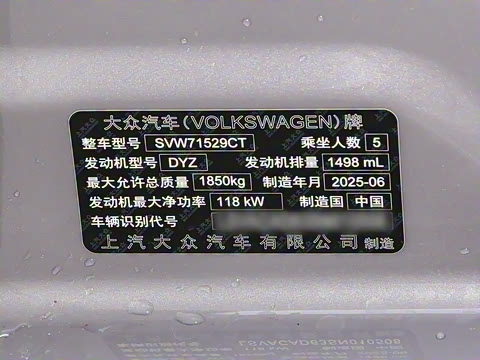 大众汽车(VOLKSWAGEN)牌
整车型号 SVW71529CT 乘坐人数 5
发动机型号 DYZ 发动机排量 1498 mL
最大允许总质量 1850kg 制造年月 2025-06
发动机最大净功率 118 kW 制造国 中国
车辆识别代号
上汽大众汽车有限公司 制造